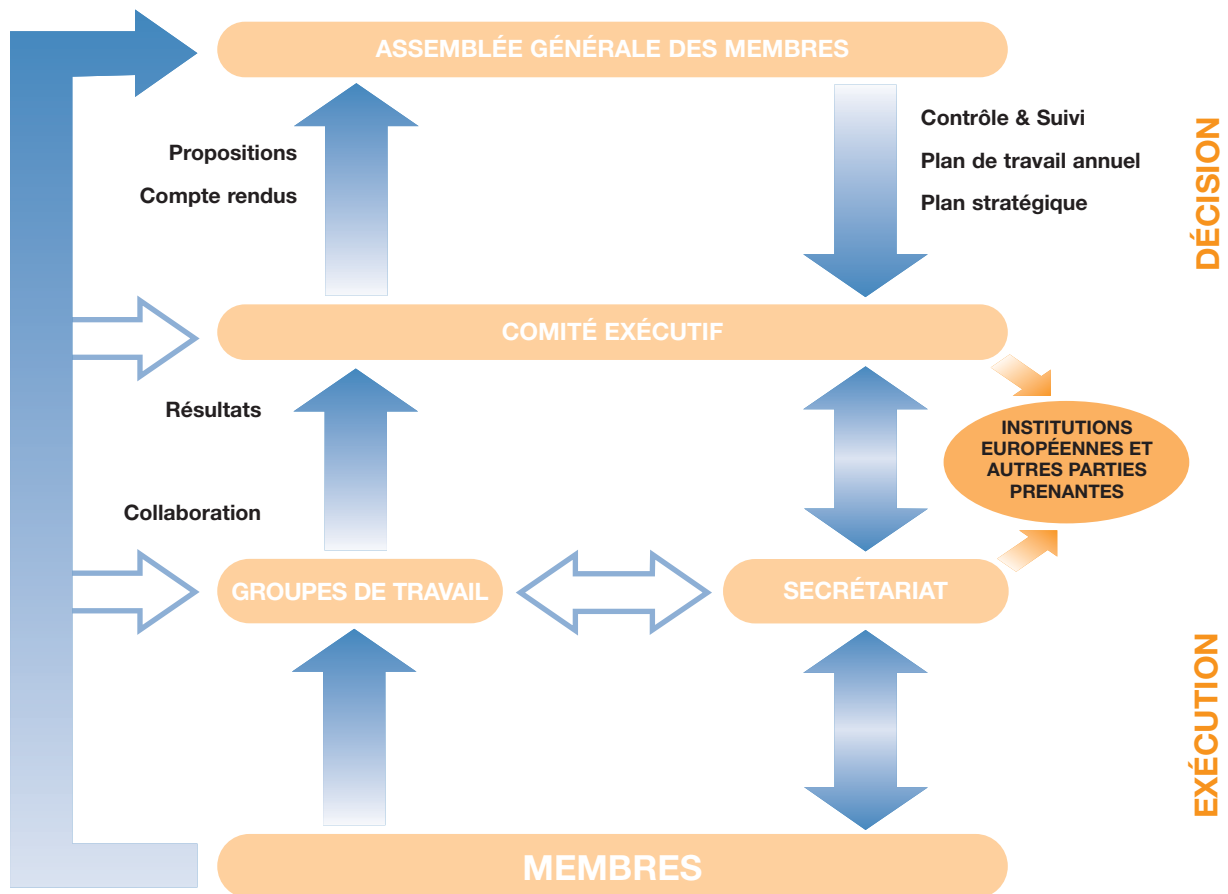 ASSEMBLÉE GÉNÉRALE DES MEMBRES
Propositions
Compte rendus
Contrôle & Suivi
Plan de travail annuel
Plan stratégique
DÉCISION
COMITÉ EXÉCUTIF
Résultats
Collaboration
INSTITUTIONS
EUROPÉENNES ET
AUTRES PARTIES
PRENANTES
GROUPES DE TRAVAIL
SECRÉTARIAT
EXÉCUTION
MEMBRES